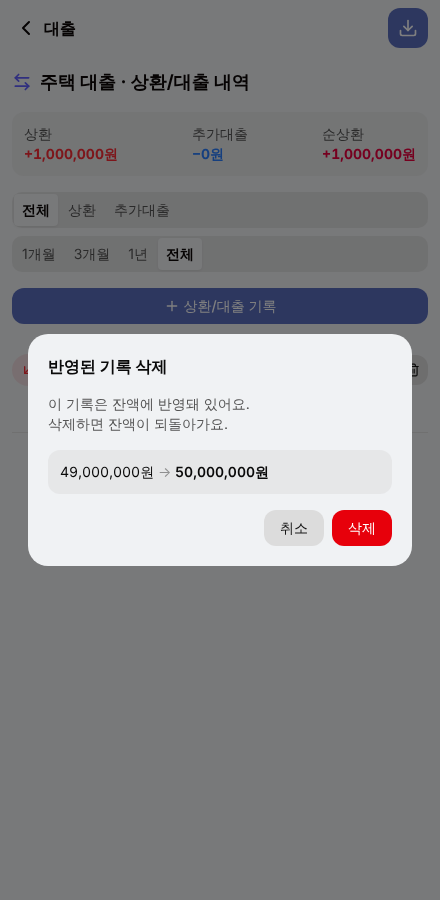 대출
주택 대출 · 상환/대출 내역
상환 추가대출 순상환
+1,000,000원 −0원 +1,000,000원
전체 상환 추가대출
1개월 3개월 1년 전체
+ 상환/대출 기록
반영된 기록 삭제
이 기록은 잔액에 반영돼 있어요.
삭제하면 잔액이 되돌아가요.
49,000,000원 → 50,000,000원
취소 삭제